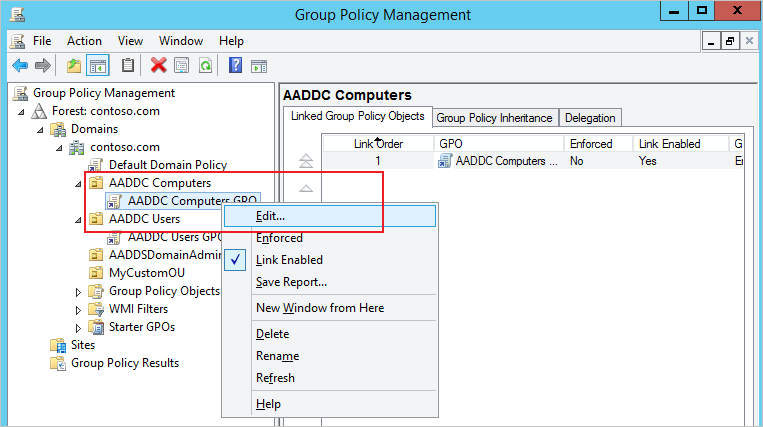 Group Policy Management
File Action View Window Help
Group Policy Management
Forest: contoso.com
Domains
contoso.com
Default Domain Policy
AADDC Computers
AADDC Computers GPO
AADDC Users
AADDC Users GPO
AADDSDomainAdmin
MyCustomOU
Group Policy Objects
WMI Filters
Starter GPOs
Sites
Group Policy Results
AADDC Computers
Linked Group Policy Objects Group Policy Inheritance Delegation
Link Order GPO Enforced Link Enabled G
1 AADDC Computers ... No Yes E
Edit...
Enforced
Link Enabled
Save Report...
New Window from Here
Delete
Rename
Refresh
Help